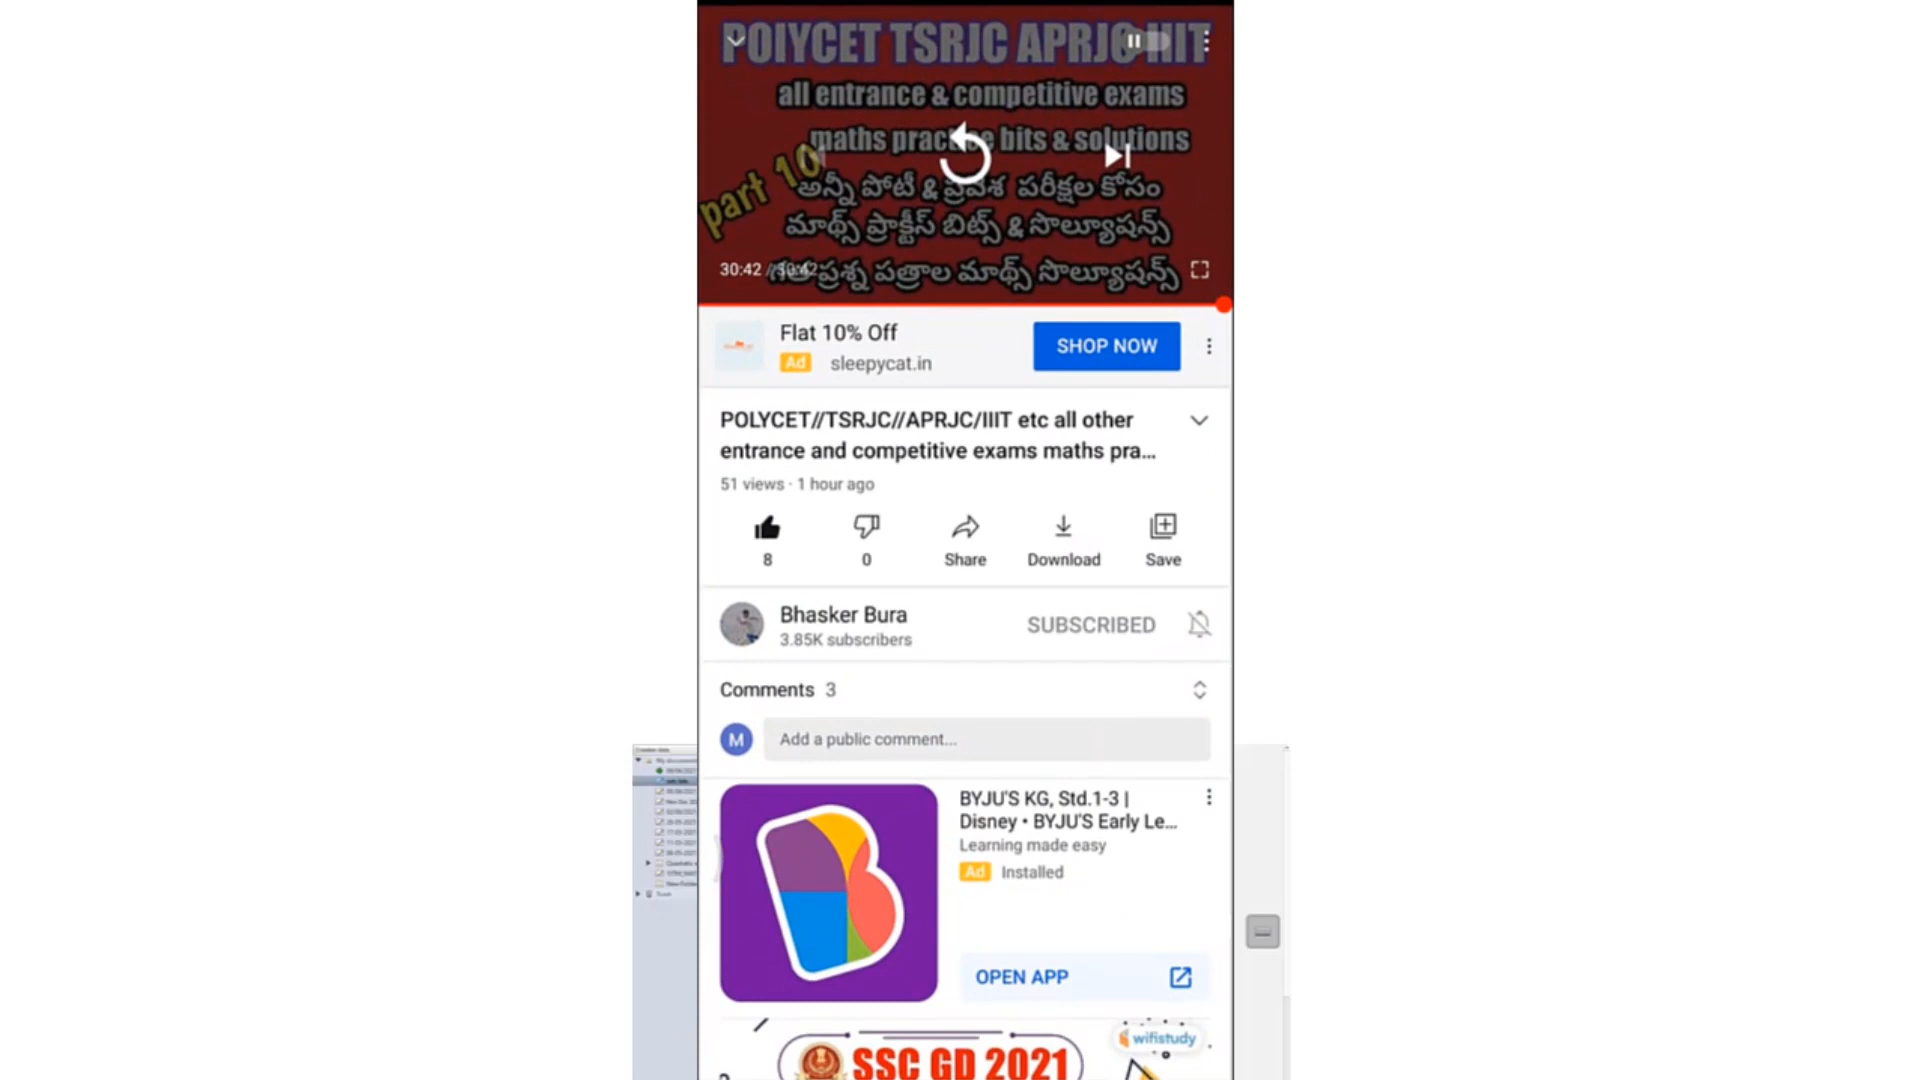 POIYCET TSRJC APRJC IIIT
all entrance & competitive exams
maths practice bits & solutions
part 10
అన్నీ పోటీ & ప్రవేశ పరీక్షల కోసం
మాథ్స్ ప్రాక్టీస్ బిట్స్ & సొల్యూషన్స్
ప్రశ్న పత్రాల మాథ్స్ సొల్యూషన్స్
30:42 / 30:42
Flat 10% Off
Ad sleepycat.in
SHOP NOW
POLYCET//TSRJC//APRJC/IIIT etc all other
entrance and competitive exams maths pra...
51 views · 1 hour ago
8
0
Share
Download
Save
Bhasker Bura
3.85K subscribers
SUBSCRIBED
Comments 3
M
Add a public comment...
BYJU'S KG, Std.1-3 |
Disney • BYJU'S Early Le...
Learning made easy
Ad Installed
OPEN APP
wifistudy
SSC GD 2021